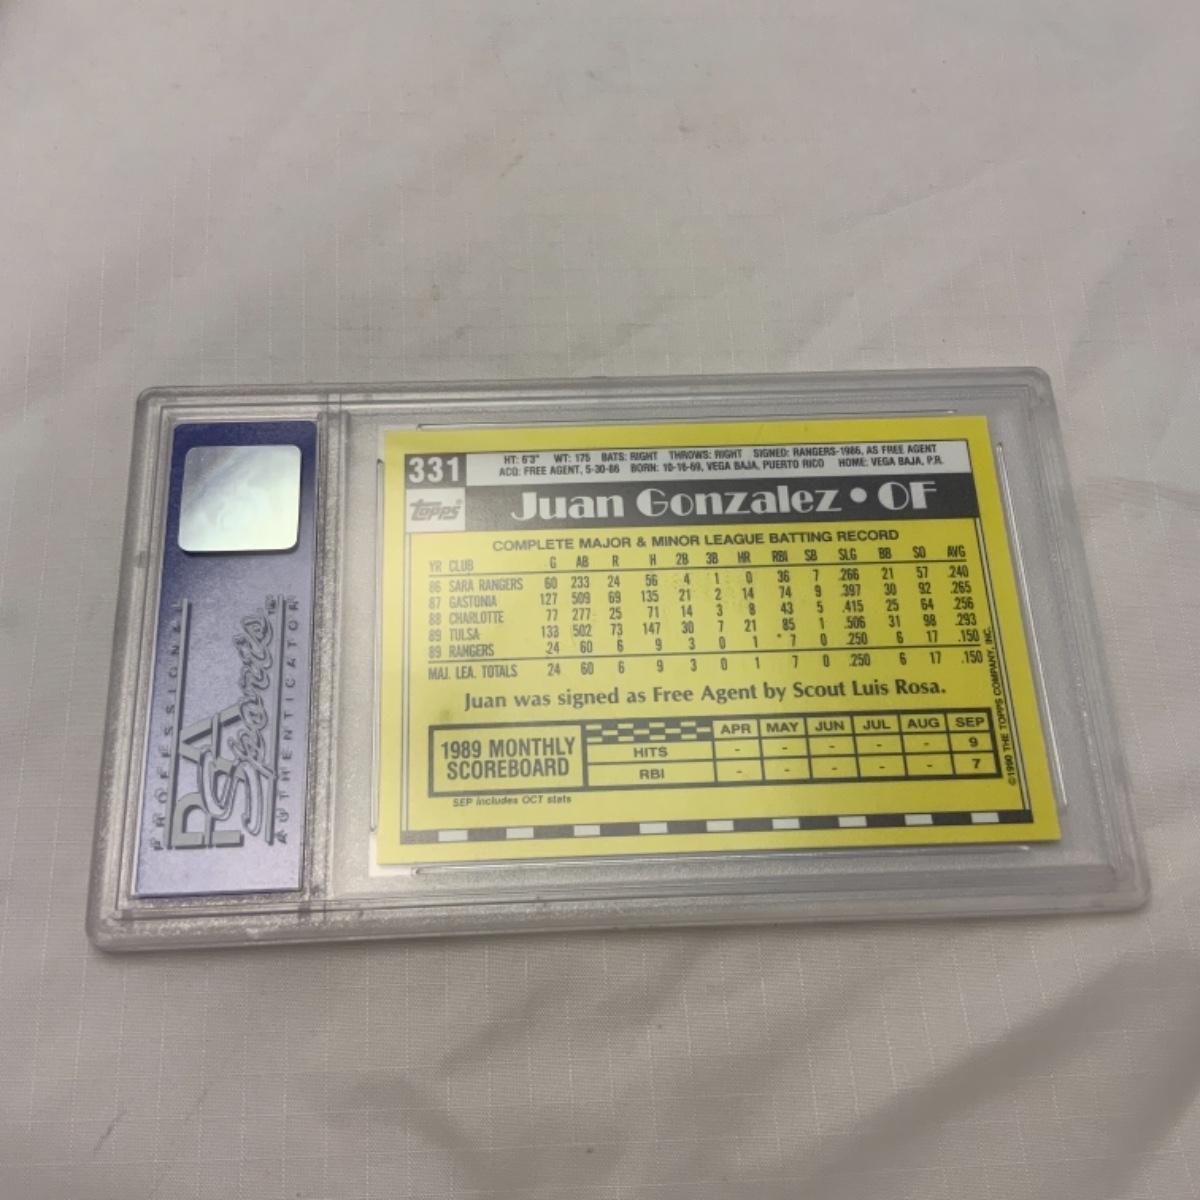 PROFESSIONAL
PSA
Sports™
AUTHENTICATOR
331
HT: 6'3" WT: 175 BATS: RIGHT THROWS: RIGHT SIGNED: RANGERS-1986, AS FREE AGENT
ACQ: FREE AGENT, 5-30-86 BORN: 10-16-69, VEGA BAJA, PUERTO RICO HOME: VEGA BAJA, P.R.
Topps®
Juan Gonzalez • OF
COMPLETE MAJOR & MINOR LEAGUE BATTING RECORD
YR CLUB G AB R H 2B 3B HR RBI SB SLG BB SO AVG
86 SARA RANGERS 60 233 24 56 4 1 0 36 7 .266 21 57 .240
87 GASTONIA 127 509 69 135 21 2 14 74 9 .397 30 92 .265
88 CHARLOTTE 77 277 25 71 14 3 8 43 5 .415 25 64 .256
89 TULSA 133 502 73 147 30 7 21 85 1 .506 31 98 .293
89 RANGERS 24 60 6 9 3 0 1 7 0 .250 6 17 .150
MAJ. LEA. TOTALS 24 60 6 9 3 0 1 7 0 .250 6 17 .150
Juan was signed as Free Agent by Scout Luis Rosa.
1989 MONTHLY
SCOREBOARD
APR MAY JUN JUL AUG SEP
HITS - - - - - 9
RBI - - - - - 7
SEP includes OCT stats
©1990 THE TOPPS COMPANY, INC.